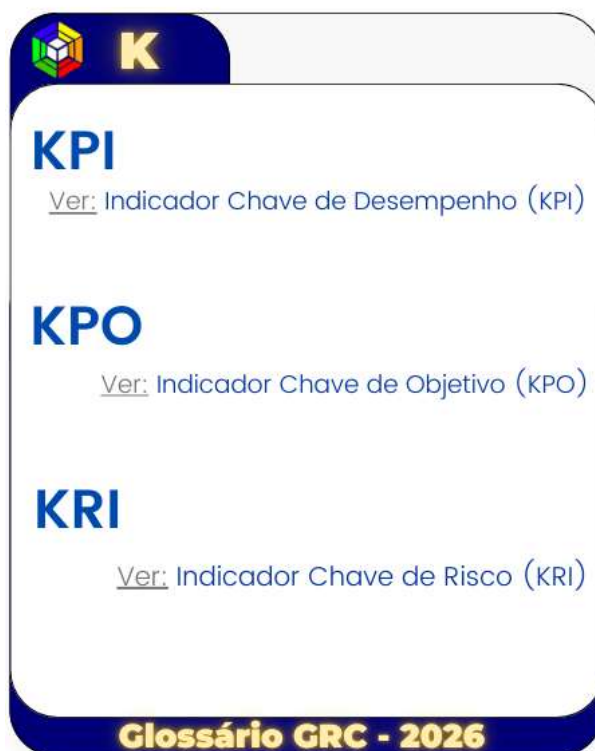 K
KPI
Ver: Indicador Chave de Desempenho (KPI)
KPO
Ver: Indicador Chave de Objetivo (KPO)
KRI
Ver: Indicador Chave de Risco (KRI)
Glossário GRC - 2026